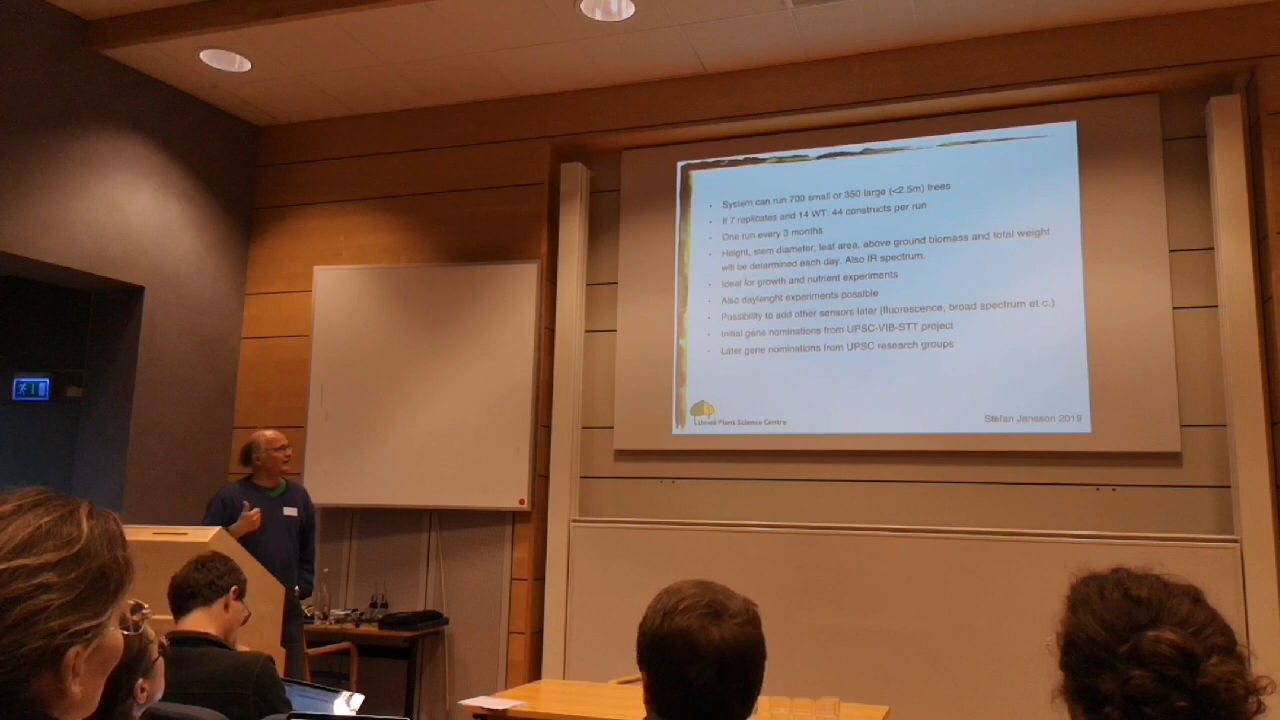 System can run 700 small or 350 large (<2.5m) trees
If 7 replicates and 14 WT: 44 constructs per run
One run every 3 months
Height, stem diameter, leaf area, above ground biomass and total weight
will be determined each day. Also IR spectrum.
Ideal for growth and nutrient experiments
Also daylenght experiments possible
Possibility to add other sensors later (fluorescence, broad spectrum et c.)
Initial gene nominations from UPSC-VIB-STT project
Later gene nominations from UPSC research groups
Umeå Plant Science Centre
Stefan Jansson 2019